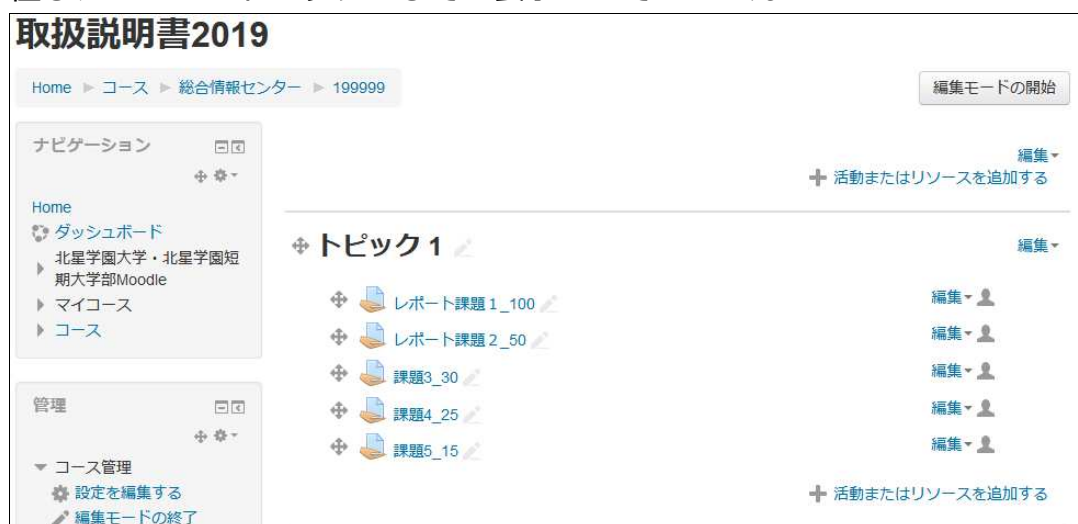 取扱説明書2019
Home ▶ コース ▶ 総合情報センター ▶ 199999
編集モードの開始
ナビゲーション
Home
ダッシュボード
北星学園大学・北星学園短
期大学部Moodle
マイコース
コース
管理
コース管理
設定を編集する
編集モードの終了
編集
活動またはリソースを追加する
トピック 1
編集
レポート課題1_100
編集
レポート課題2_50
編集
課題3_30
編集
課題4_25
編集
課題5_15
編集
活動またはリソースを追加する